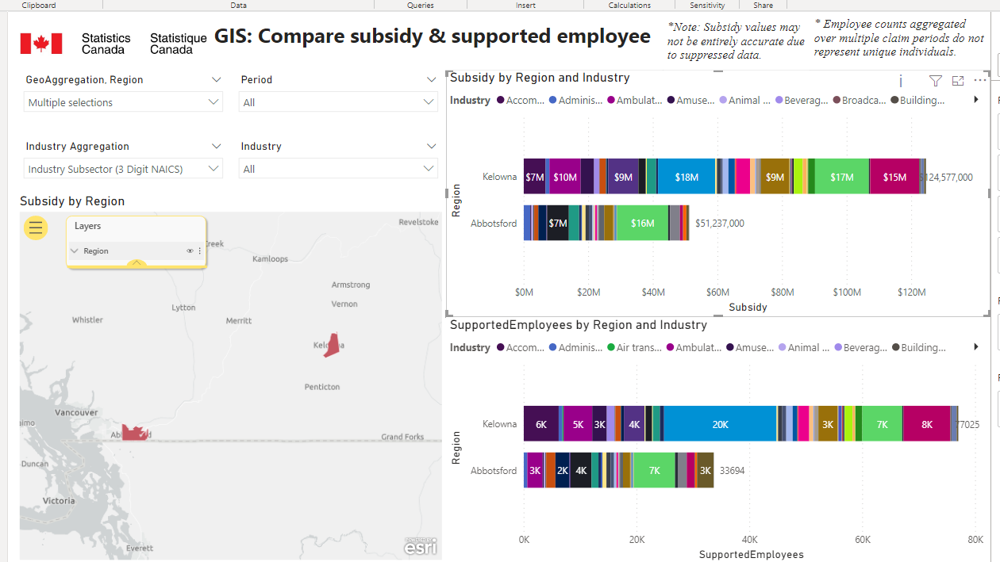 Clipboard Data Queries Insert Calculations Sensitivity Share
Statistics Statistique
Canada Canada
GIS: Compare subsidy & supported employee
*Note: Subsidy values may
not be entirely accurate due
to suppressed data.
* Employee counts aggregated
over multiple claim periods do not
represent unique individuals.
GeoAggregation, Region
Multiple selections
Period
All
Industry Aggregation
Industry Subsector (3 Digit NAICS)
Industry
All
Subsidy by Region
Layers
Region
Revelstoke
Creek
Kamloops
Armstrong
Vernon
Lytton
Whistler
Merritt
Penticton
Vancouver
Grand Forks
Duncan
Victoria
Everett
esri
Subsidy by Region and Industry
Industry Accom... Adminis... Ambulat... Amuse... Animal ... Beverag... Broadca... Building...
Region
Kelowna $7M $10M $9M $18M $9M $17M $15M $124,577,000
Abbotsford $7M $16M $51,237,000
$0M $20M $40M $60M $80M $100M $120M
Subsidy
SupportedEmployees by Region and Industry
Industry Accom... Adminis... Air trans... Ambulat... Amuse... Animal ... Beverag... Building...
Region
Kelowna 6K 5K 3K 4K 20K 3K 7K 8K 77025
Abbotsford 3K 2K 4K 7K 3K 33694
0K 20K 40K 60K 80K
SupportedEmployees